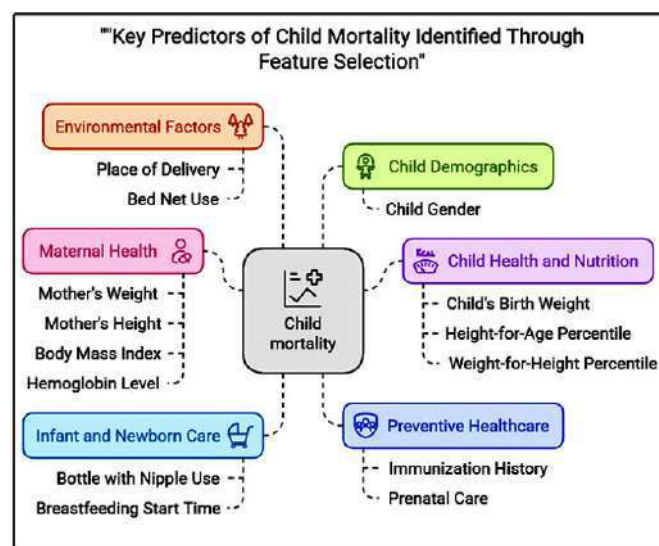 ""Key Predictors of Child Mortality Identified Through
Feature Selection"
Environmental Factors
Place of Delivery
Bed Net Use
Maternal Health
Mother's Weight
Mother's Height
Body Mass Index
Hemoglobin Level
Infant and Newborn Care
Bottle with Nipple Use
Breastfeeding Start Time
Child
mortality
Child Demographics
Child Gender
KCAL
Child Health and Nutrition
Child's Birth Weight
Height-for-Age Percentile
Weight-for-Height Percentile
Preventive Healthcare
Immunization History
Prenatal Care